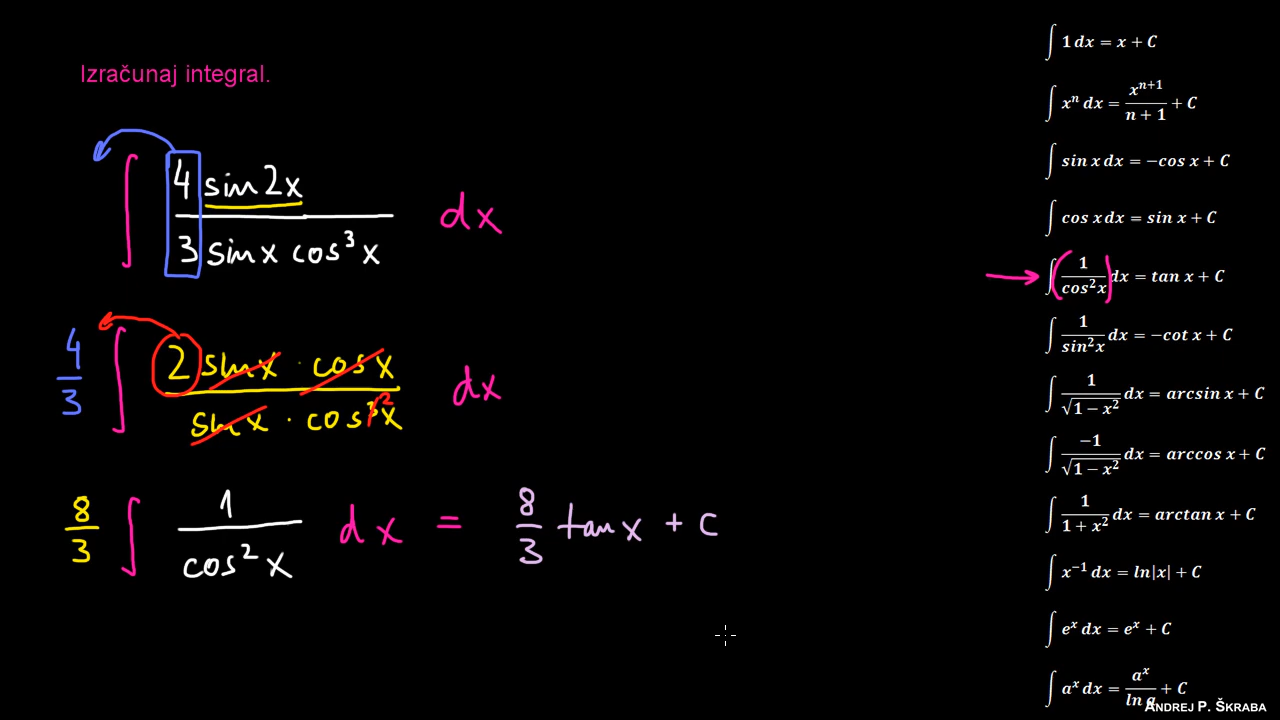 Izračunaj integral.
∫ 4 sin2x / 3 sinx cos³x dx
4/3 ∫ 2 sinx · cosx / sinx · cos³x 2 dx
8/3 ∫ 1 / cos²x dx = 8/3 tanx + C
∫ 1 dx = x + C
∫ xⁿ dx = xⁿ⁺¹ / n + 1 + C
∫ sin x dx = −cos x + C
∫ cos x dx = sin x + C
∫ (1 / cos²x) dx = tan x + C
∫ 1 / sin²x dx = −cot x + C
∫ 1 / √1 − x² dx = arcsin x + C
∫ −1 / √1 − x² dx = arccos x + C
∫ 1 / 1 + x² dx = arctan x + C
∫ x⁻¹ dx = ln|x| + C
∫ eˣ dx = eˣ + C
∫ aˣ dx = aˣ / ln a + C
ANDREJ P. ŠKRABA